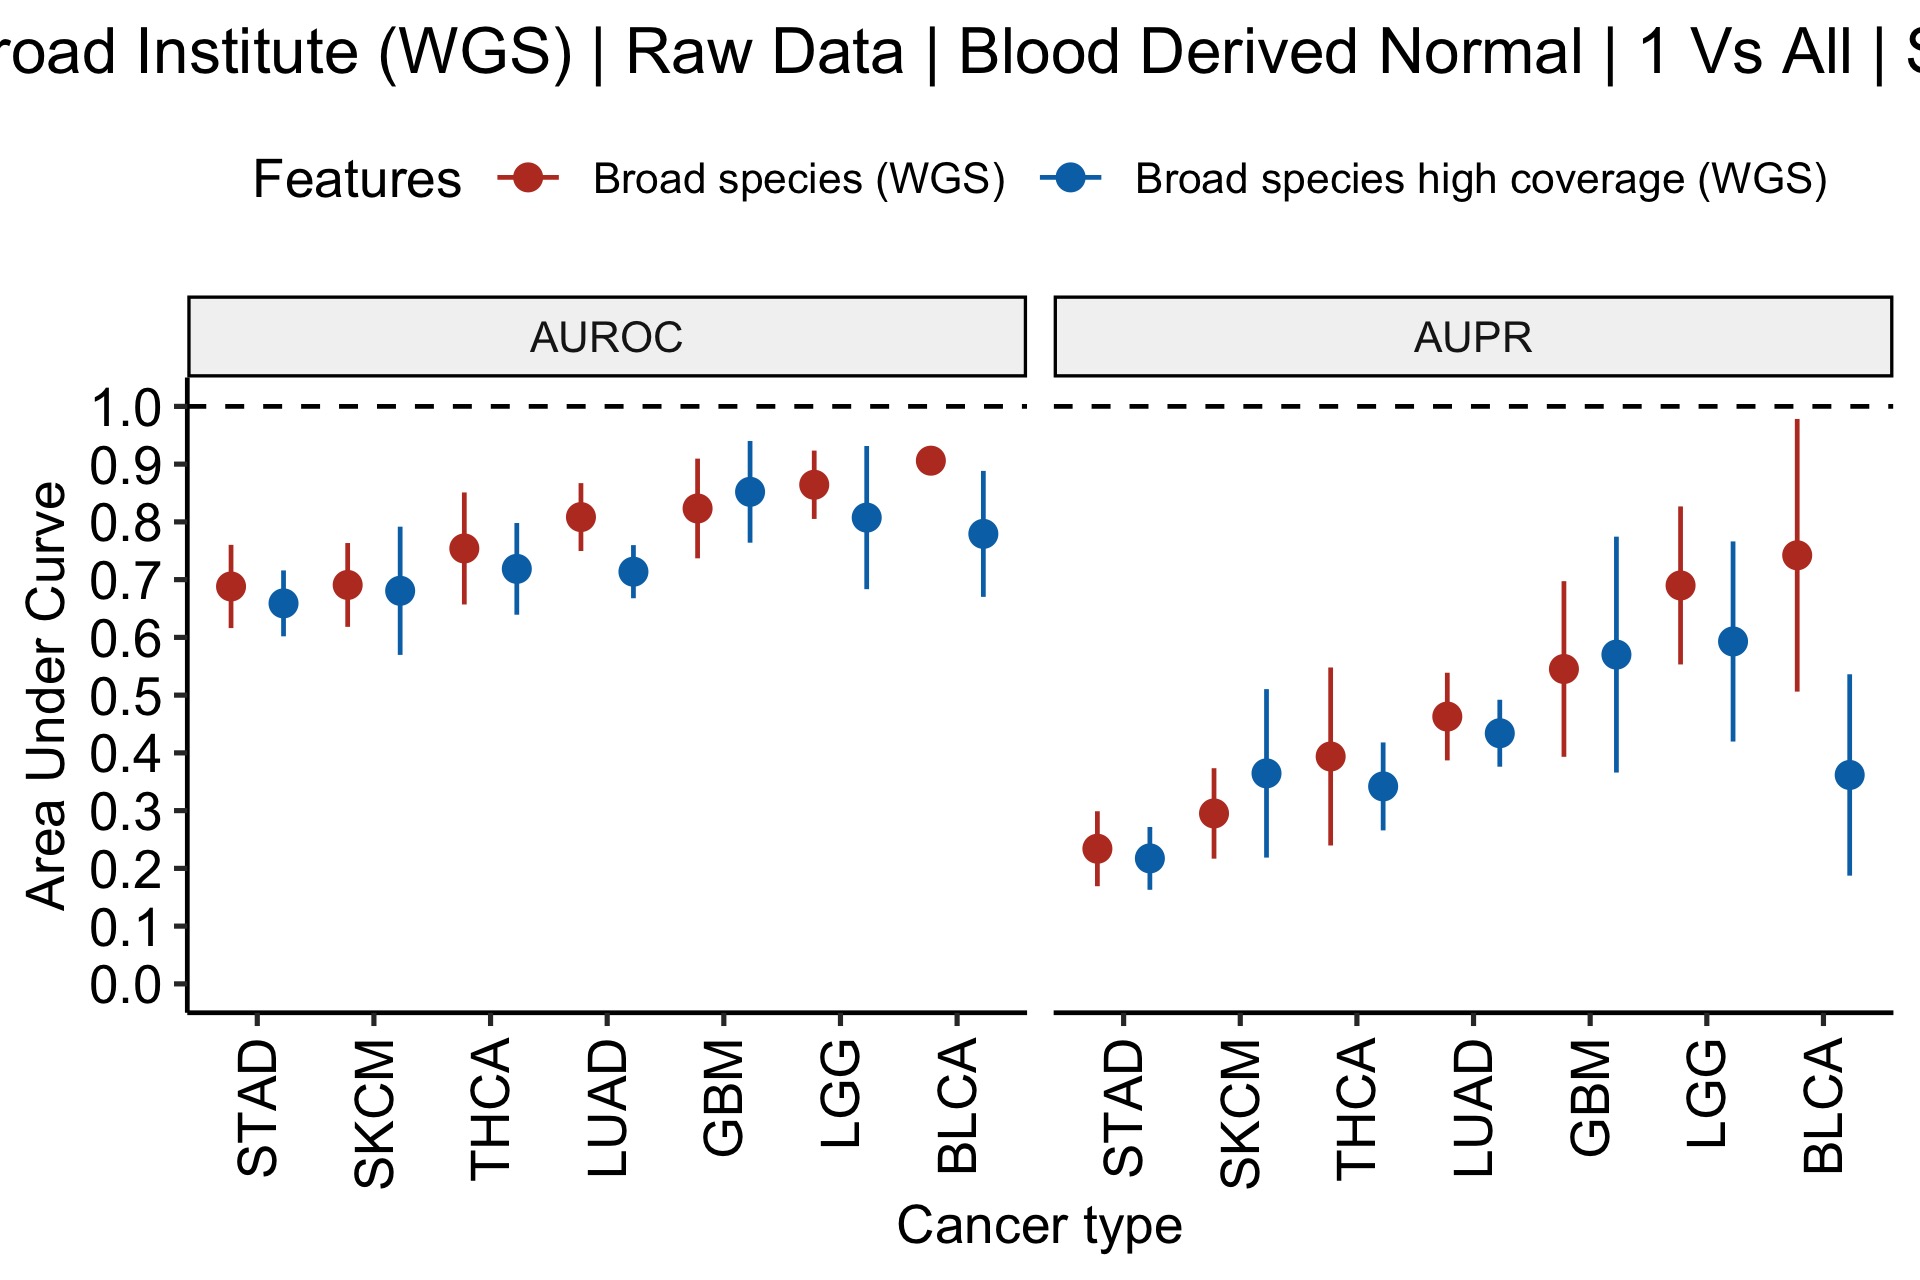 road Institute (WGS) | Raw Data | Blood Derived Normal | 1 Vs All | S
Features Broad species (WGS) Broad species high coverage (WGS)
AUROC AUPR
1.0
0.9
0.8
0.7
0.6
0.5
0.4
0.3
0.2
0.1
0.0
Area Under Curve
STAD SKCM THCA LUAD GBM LGG BLCA STAD SKCM THCA LUAD GBM LGG BLCA
Cancer type